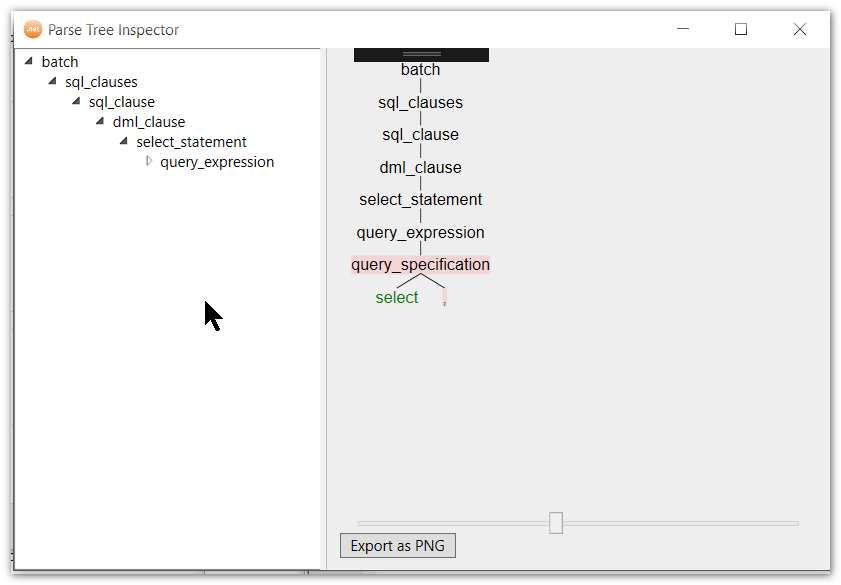 .net Parse Tree Inspector
batch
sql_clauses
sql_clause
dml_clause
select_statement
query_expression
batch
sql_clauses
sql_clause
dml_clause
select_statement
query_expression
query_specification
select ,
Export as PNG